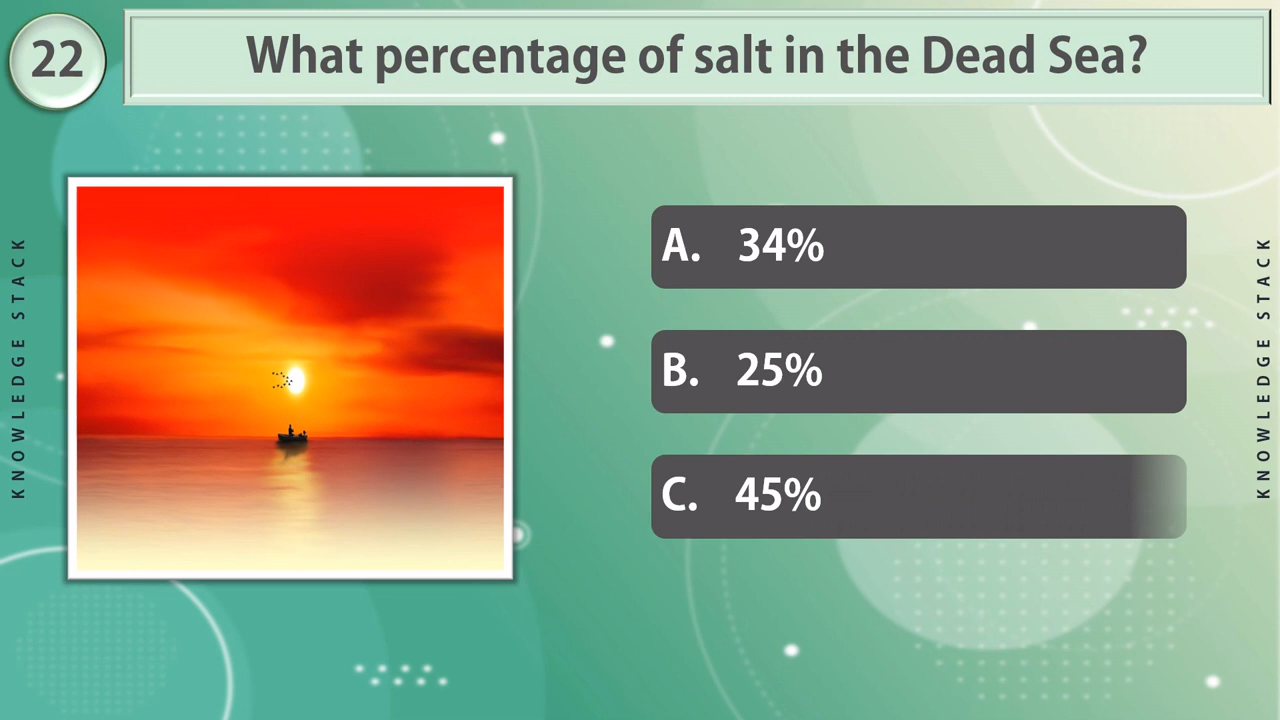 22
What percentage of salt in the Dead Sea?
KNOWLEDGE STACK
A. 34%
B. 25%
C. 45%
KNOWLEDGE STACK